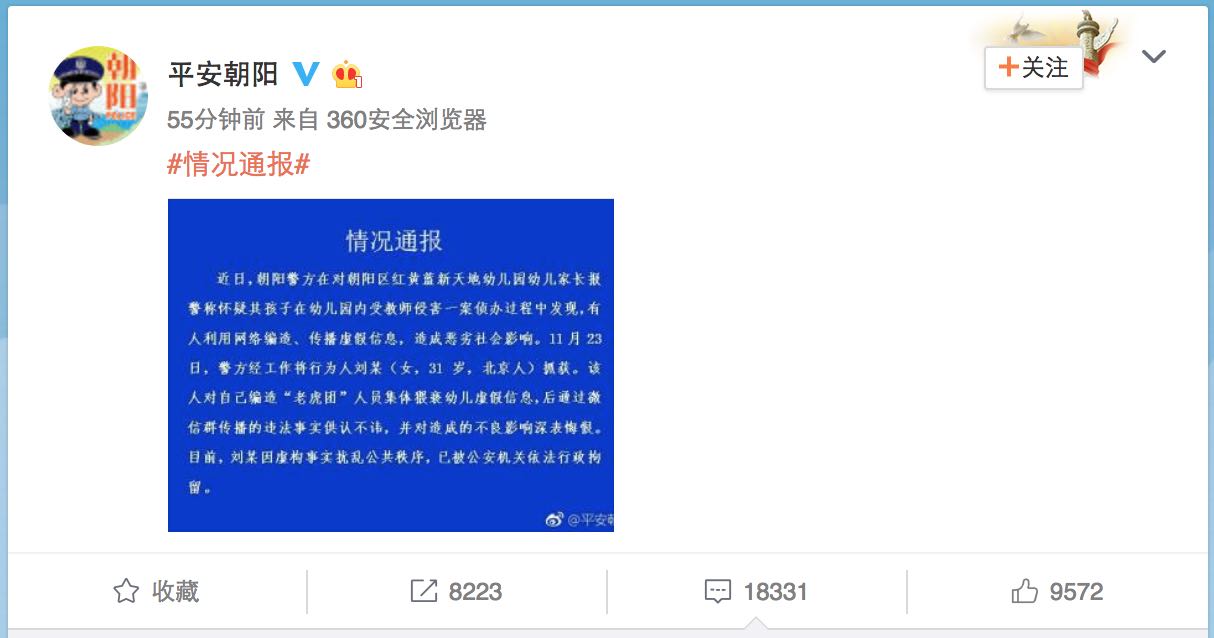 朝阳
平安朝阳
1
+关注
55分钟前 来自 360安全浏览器
#情况通报#
情况通报
近日,朝阳警方在对朝阳区红黄蓝新天地幼儿园幼儿家长报
警称怀疑其孩子在幼儿园内受教师侵害一案侦办过程中发现,有
人利用网络编造、传播虚假信息,造成恶劣社会影响。11 月 23
日,警方经工作将行为人刘某(女,31 岁,北京人)抓获。该
人对自己编造“老虎团”人员集体猥亵幼儿虚假信息,后通过微
信群传播的违法事实供认不讳,并对造成的不良影响深表悔恨。
目前,刘某因虚构事实扰乱公共秩序,已被公安机关依法行政拘
留。
@平安朝
收藏
8223
18331
9572